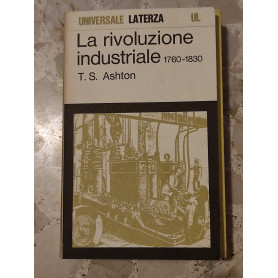 UNIVERSALE LATERZA UL
La rivoluzione
industriale 1760-1830
T. S. Ashton